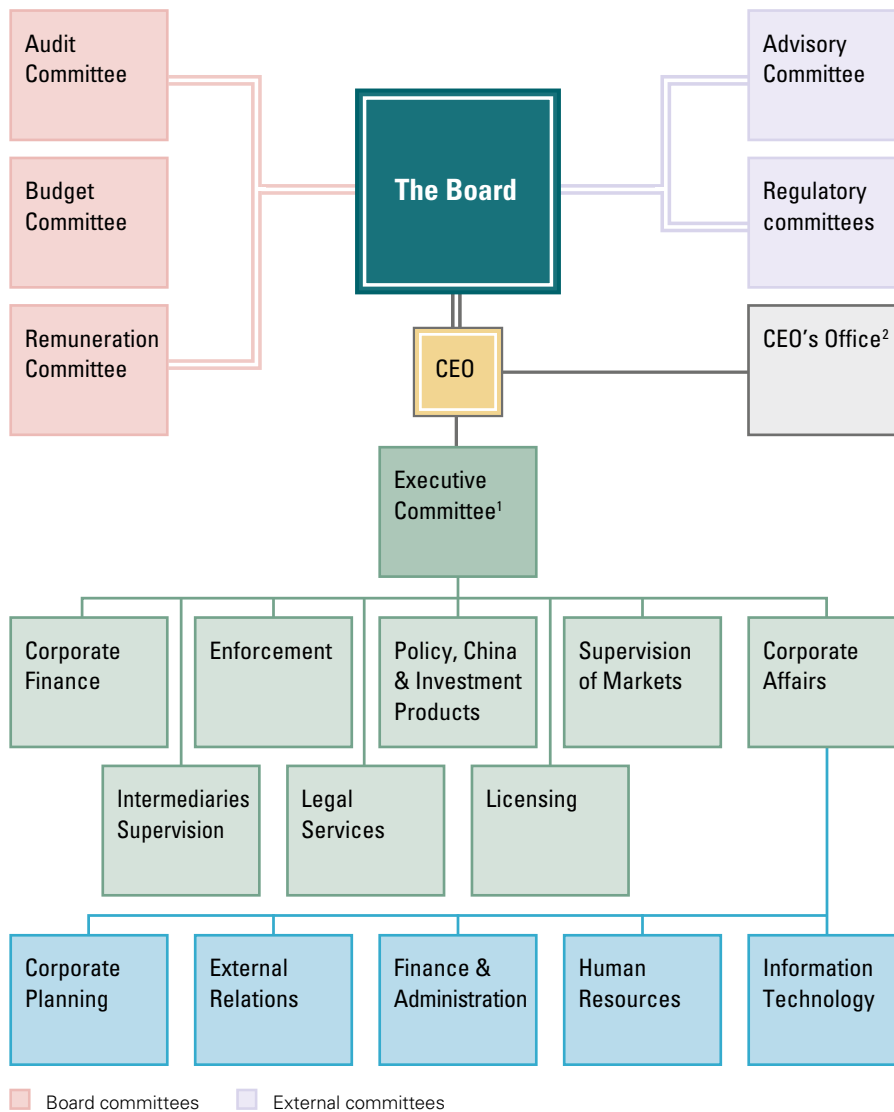 Audit
Committee
Advisory
Committee
The Board
Budget
Committee
Regulatory
committees
Remuneration
Committee
CEO
CEO's Office²
Executive
Committee¹
Corporate
Finance
Enforcement
Policy, China
& Investment
Products
Supervision
of Markets
Corporate
Affairs
Intermediaries
Supervision
Legal
Services
Licensing
Corporate
Planning
External
Relations
Finance &
Administration
Human
Resources
Information
Technology
Board committees
External committees